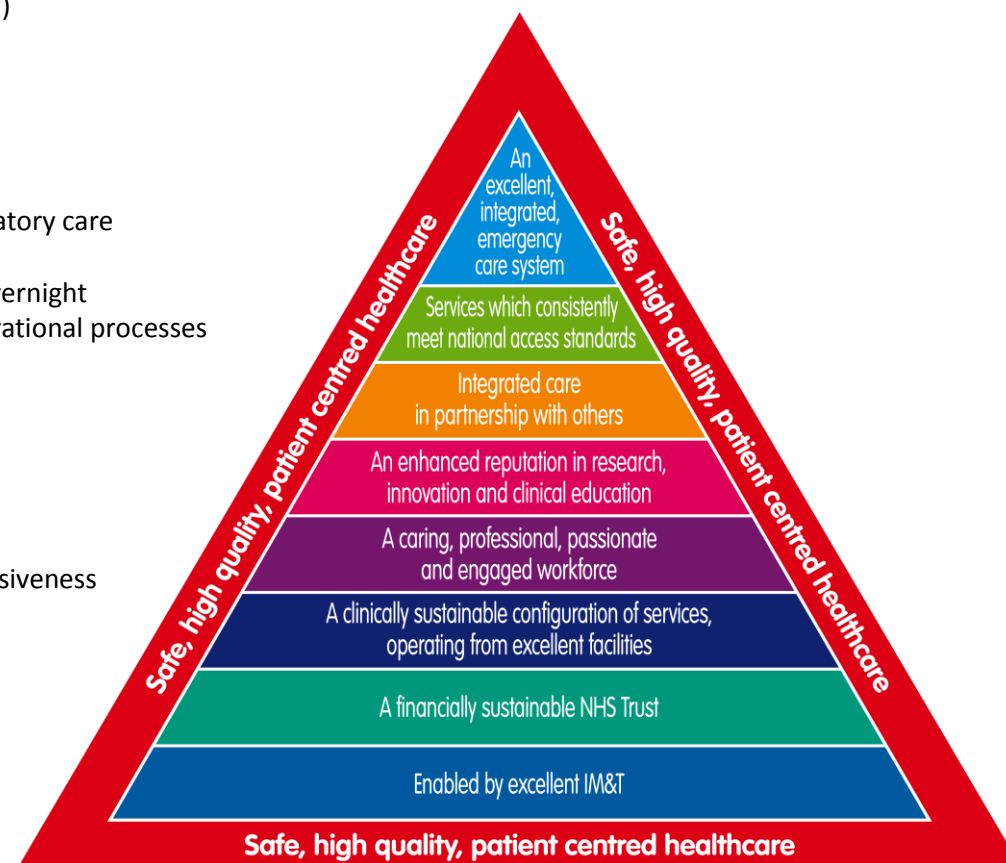 )
atory care
vernight
rational processes
siveness
An
excellent,
integrated,
emergency
care system
Services which consistently
meet national access standards
Integrated care
in partnership with others
An enhanced reputation in research,
innovation and clinical education
A caring, professional, passionate
and engaged workforce
A clinically sustainable configuration of services,
operating from excellent facilities
A financially sustainable NHS Trust
Enabled by excellent IM&T
Safe, high quality, patient centred healthcare
Safe, high quality, patient centred healthcare
Safe, high quality, patient centred healthcare